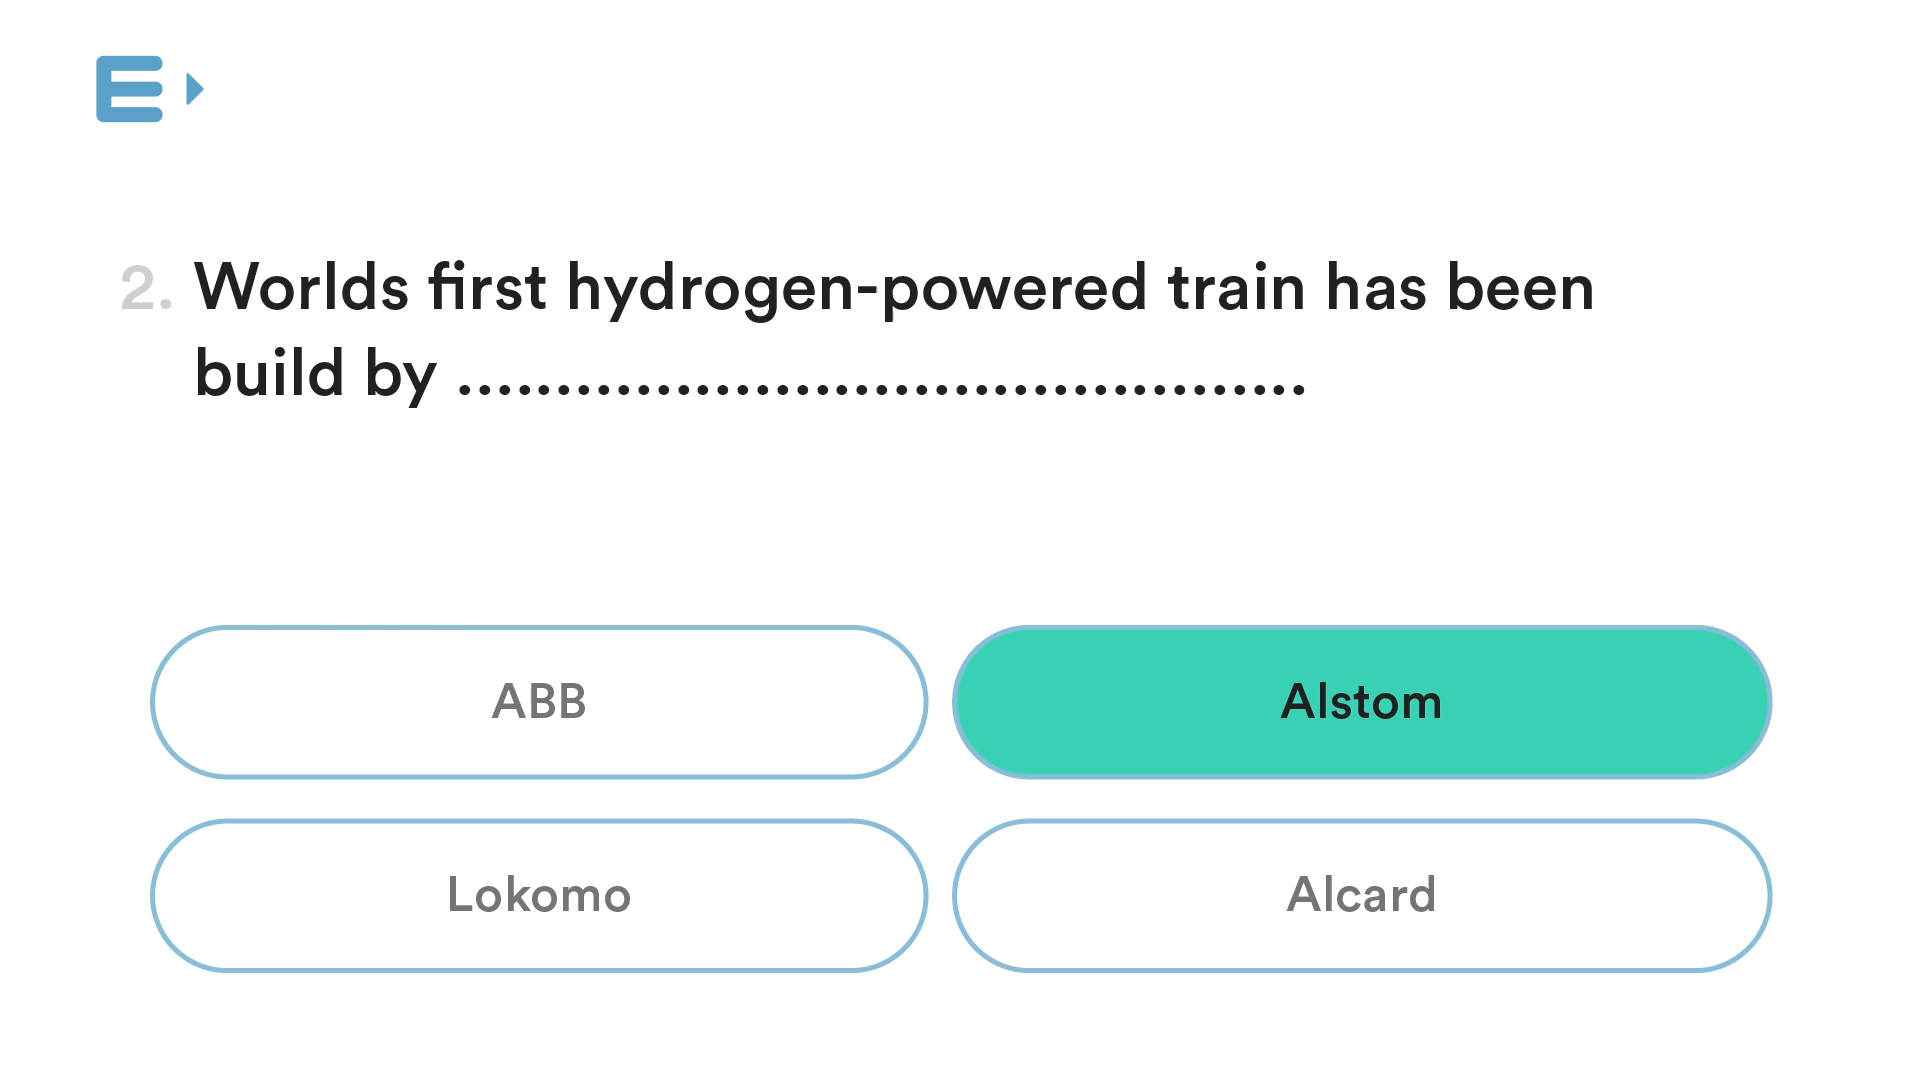 E
2. Worlds first hydrogen-powered train has been
build by ...........................................
ABB
Alstom
Lokomo
Alcard